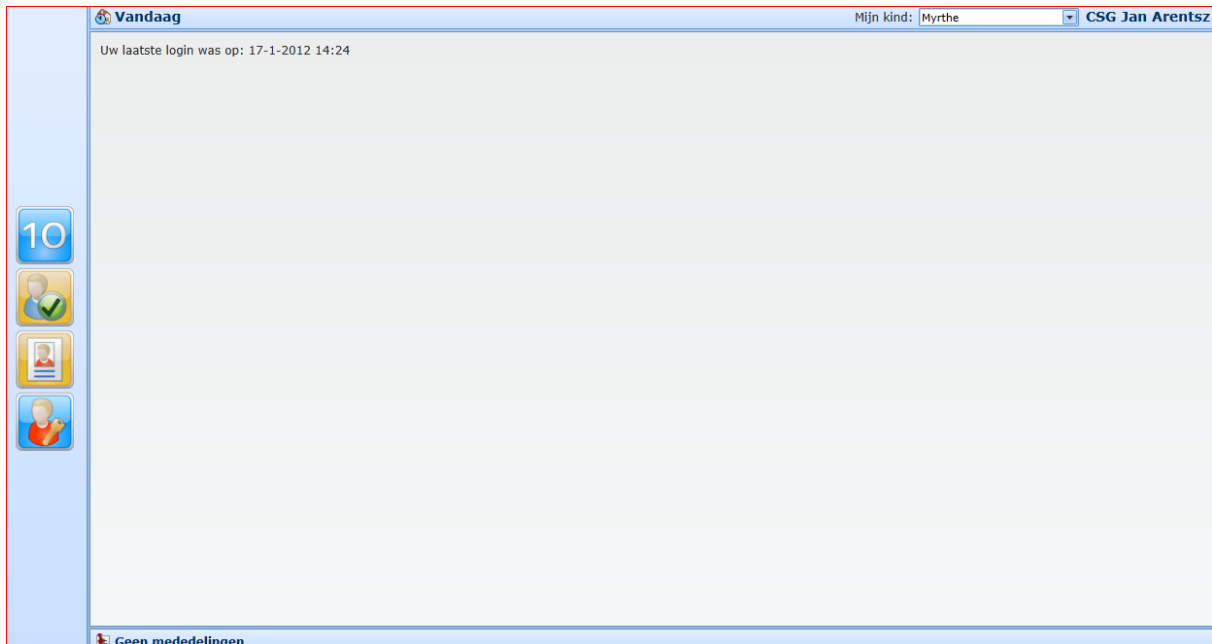 Vandaag
Mijn kind: Myrthe
CSG Jan Arentsz
Uw laatste login was op: 17-1-2012 14:24
10
Geen mededelingen